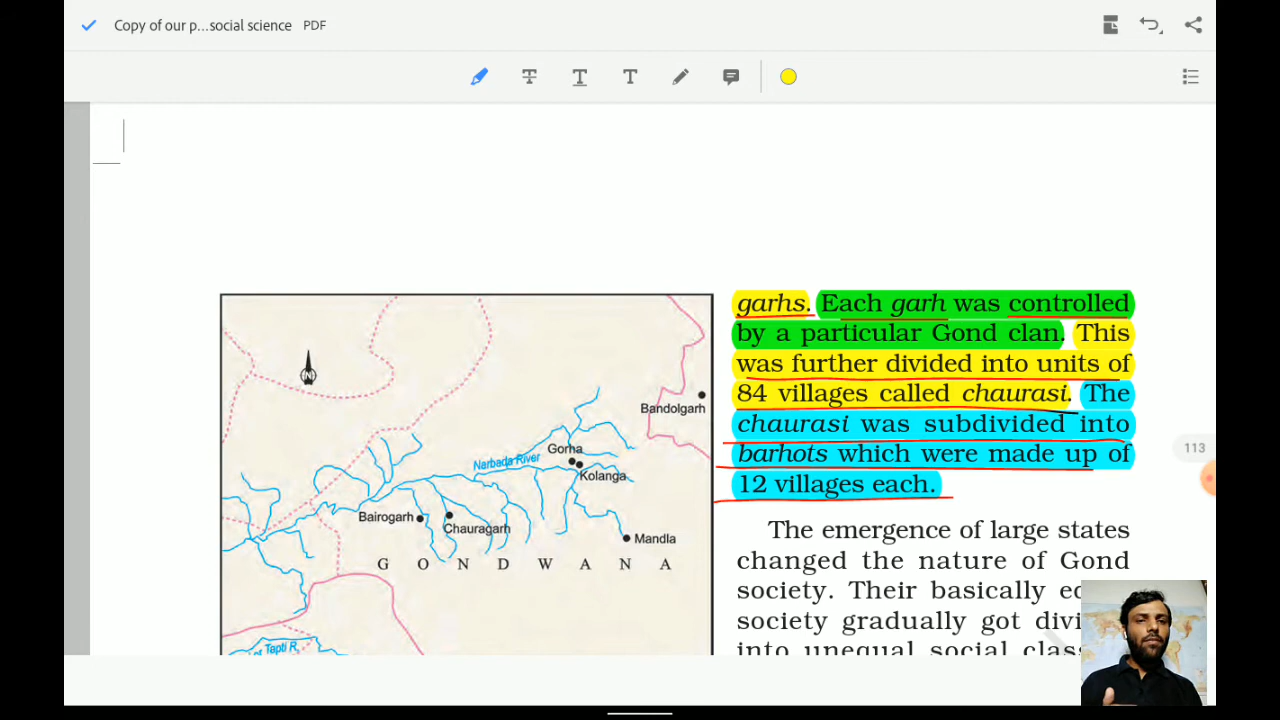 Copy of our p...social science PDF
garhs. Each garh was controlled
by a particular Gond clan. This
was further divided into units of
84 villages called chaurasi. The
chaurasi was subdivided into
barhots which were made up of
12 villages each.
The emergence of large states
changed the nature of Gond
society. Their basically
society gradually got
into unequal social
N
Bandolgarh
Gorha
Narbada River
Kolanga
Bairogarh
Chauragarh
Mandla
G O N D W A N A
Tapti R.
113